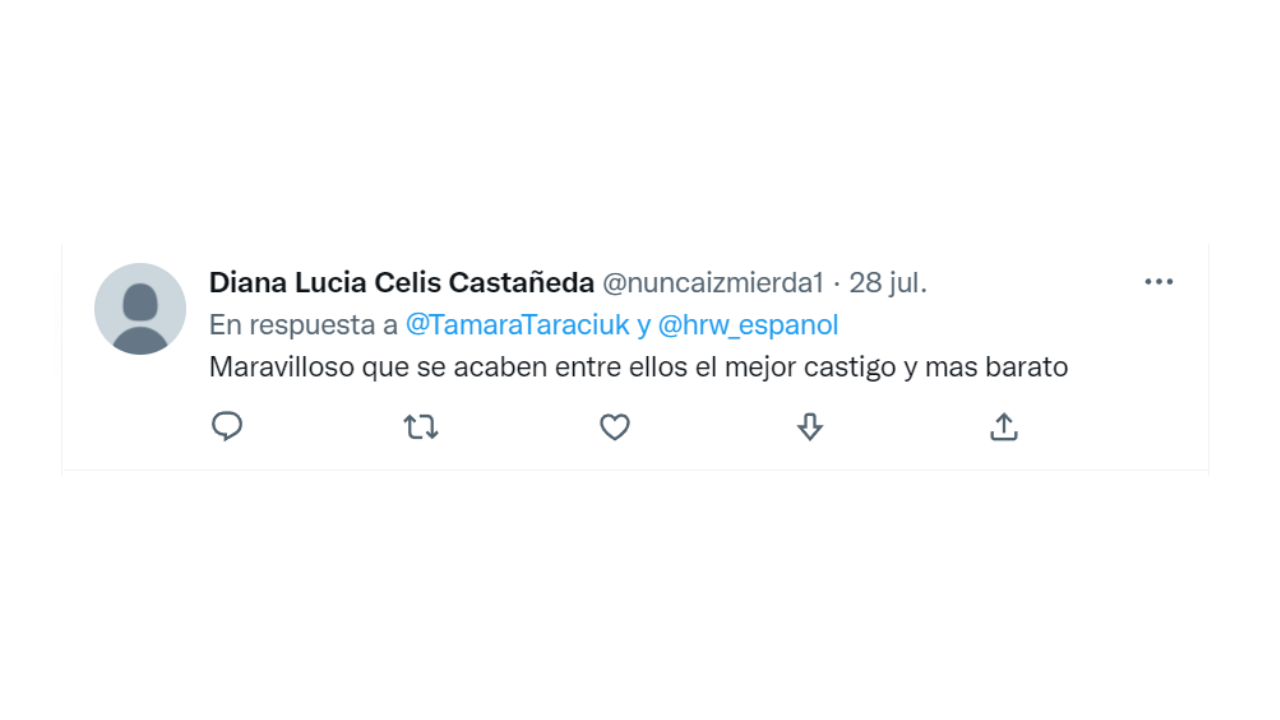 Diana Lucia Celis Castañeda @nuncaizmierda1 · 28 jul.
En respuesta a @TamaraTaraciuk y @hrw_espanol
Maravilloso que se acaben entre ellos el mejor castigo y mas barato